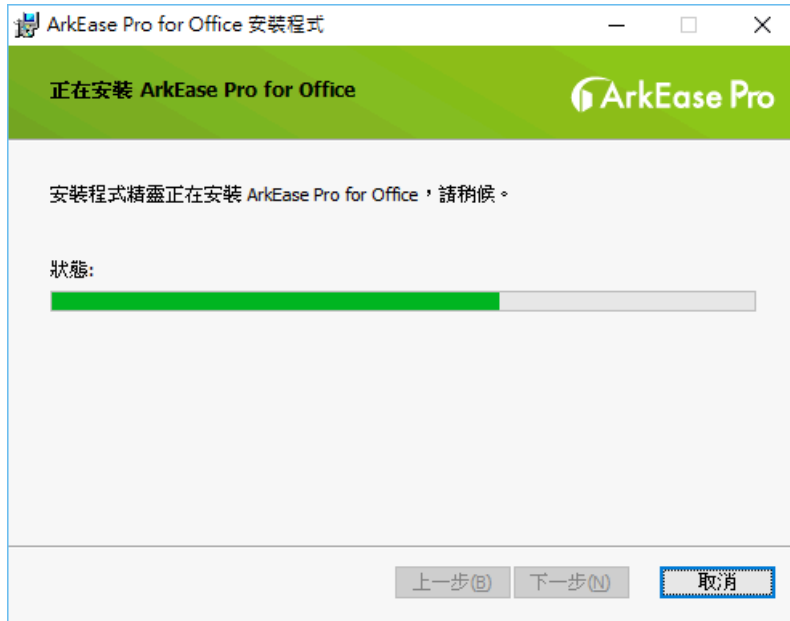 ArkEase Pro for Office 安裝程式
正在安裝 ArkEase Pro for Office
ArkEase Pro
安裝程式精靈正在安裝 ArkEase Pro for Office，請稍候。
狀態:
上一步(B)
下一步(N)
取消